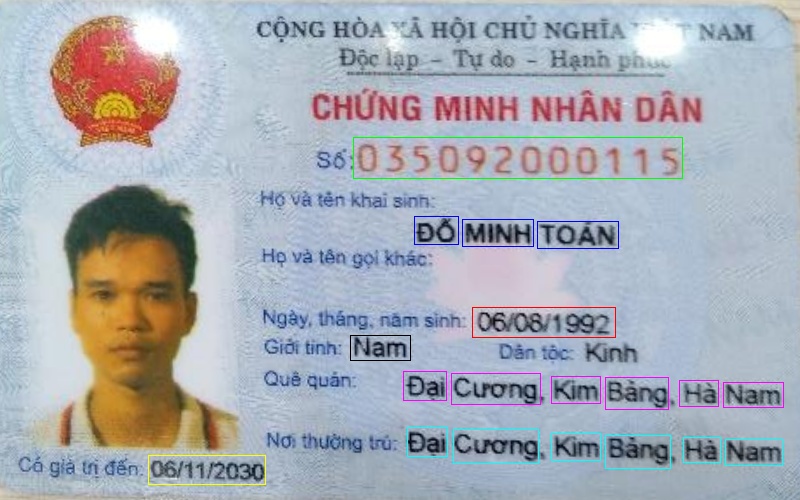 CỘNG HÒA XÃ HỘI CHỦ NGHĨA VIỆT NAM
Độc lập – Tự do – Hạnh phúc
CHỨNG MINH NHÂN DÂN
Số: 035092000115
Họ và tên khai sinh:
ĐỖ MINH TOÁN
Họ và tên gọi khác:
Ngày, tháng, năm sinh: 06/08/1992
Giới tính: Nam Dân tộc: Kinh
Quê quán: Đại Cương, Kim Bảng, Hà Nam
Nơi thường trú: Đại Cương, Kim Bảng, Hà Nam
Có giá trị đến: 06/11/2030